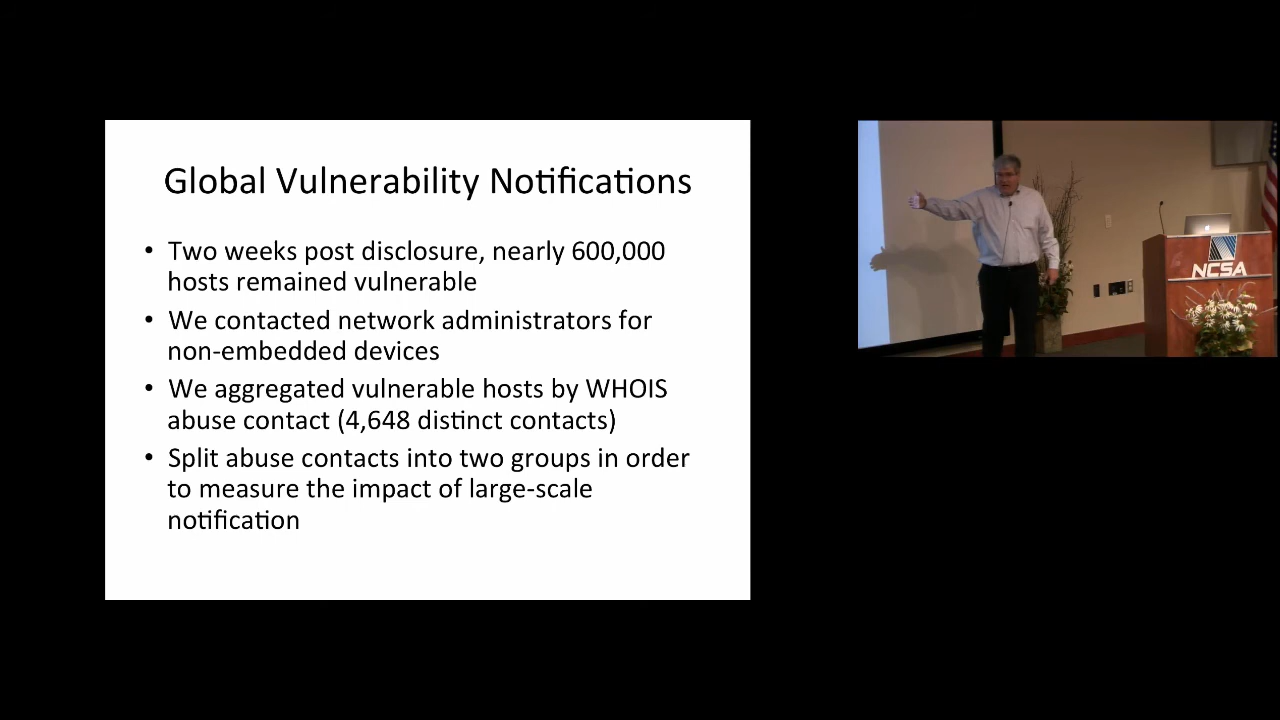 Global Vulnerability Notifications
• Two weeks post disclosure, nearly 600,000
hosts remained vulnerable
• We contacted network administrators for
non-embedded devices
• We aggregated vulnerable hosts by WHOIS
abuse contact (4,648 distinct contacts)
• Split abuse contacts into two groups in order
to measure the impact of large-scale
notification
NCSA